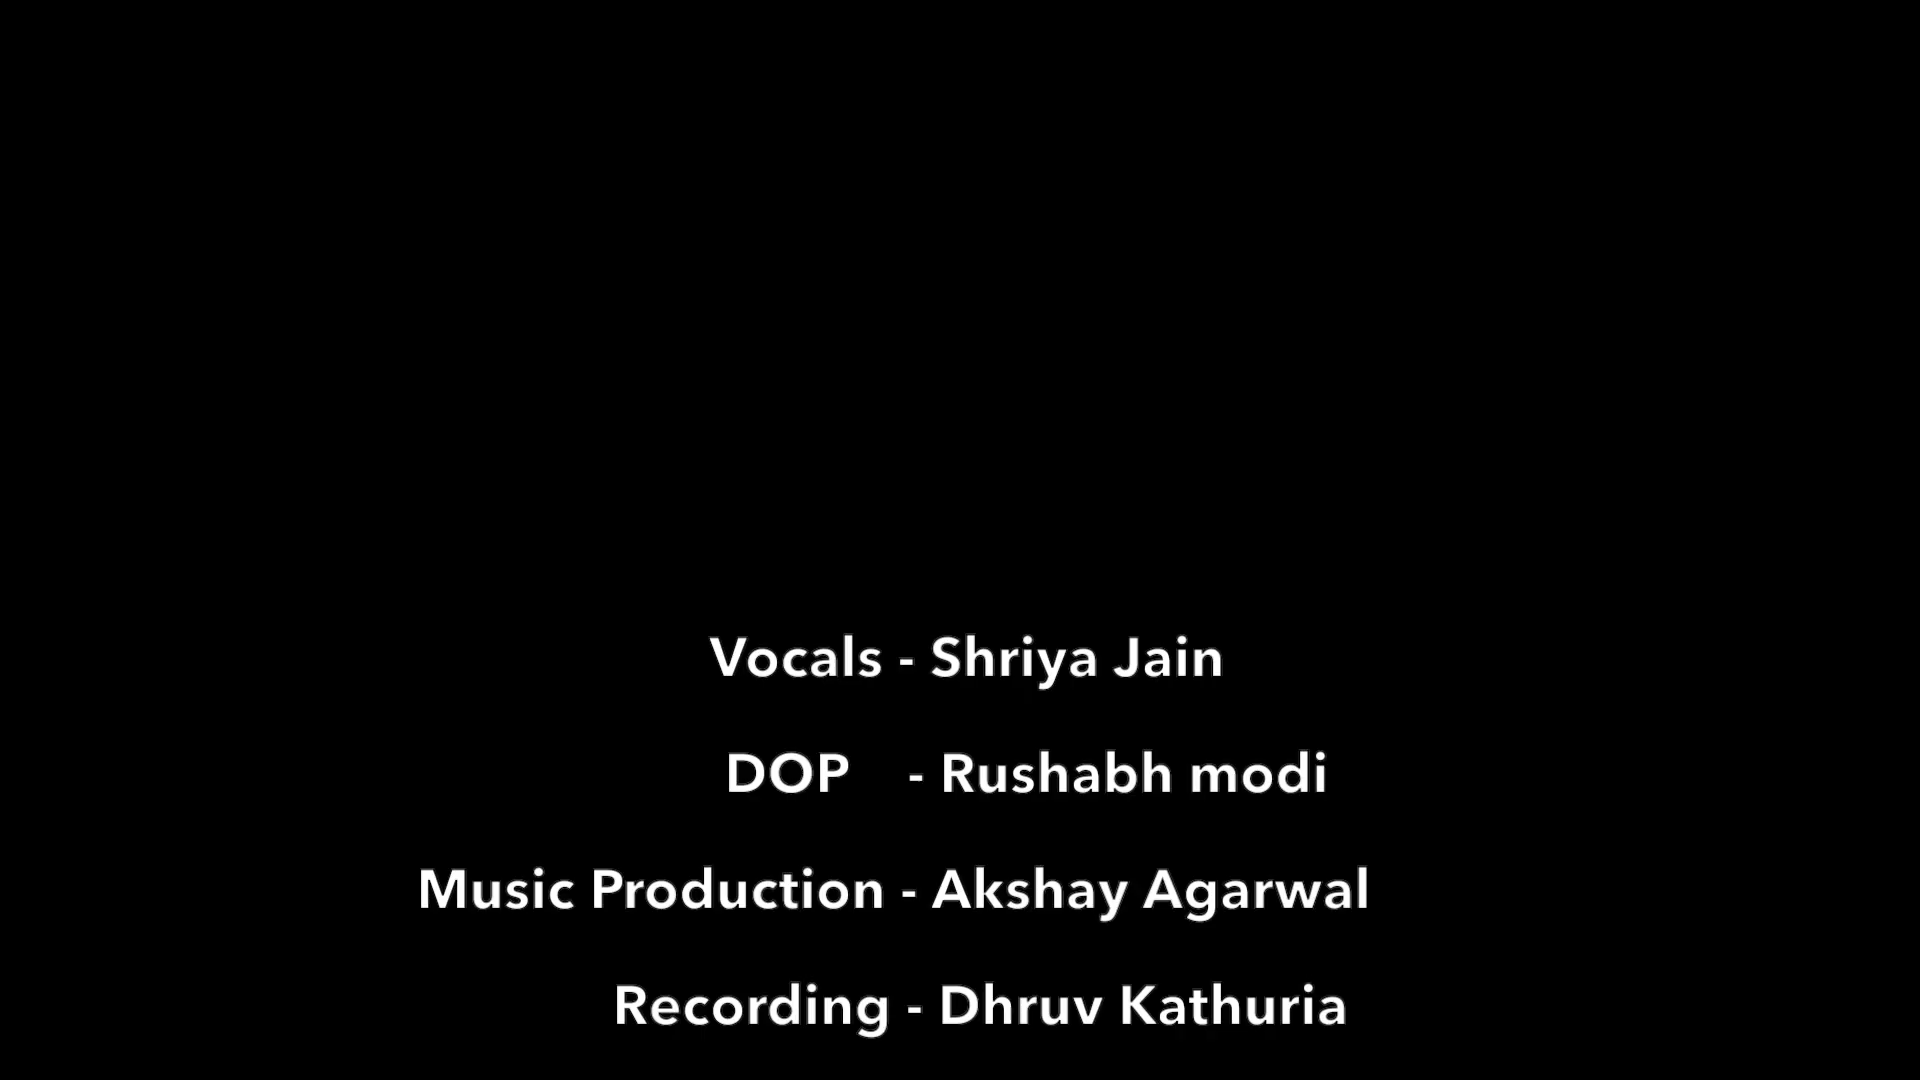 Vocals - Shriya Jain
DOP - Rushabh modi
Music Production - Akshay Agarwal
Recording - Dhruv Kathuria